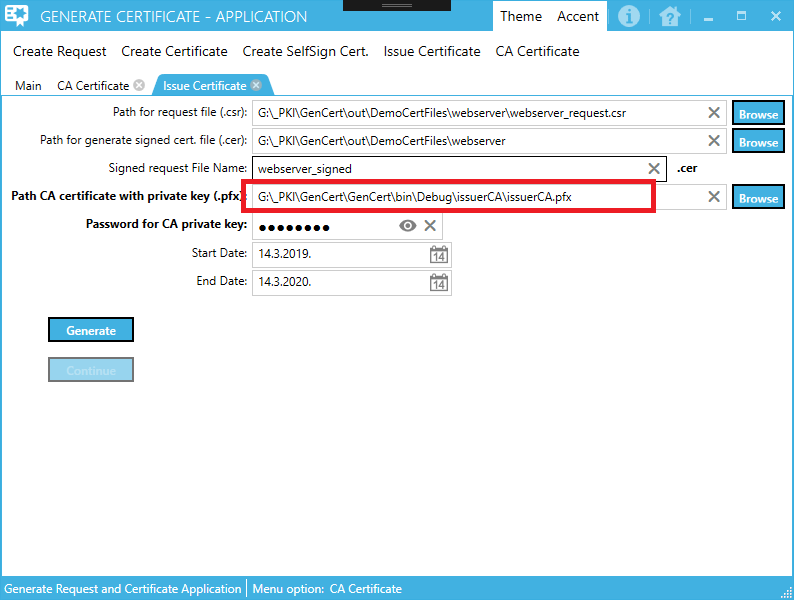 GENERATE CERTIFICATE - APPLICATION Theme Accent
Create Request Create Certificate Create SelfSign Cert. Issue Certificate CA Certificate
Main CA Certificate Issue Certificate
Path for request file (.csr): G:\_PKI\GenCert\out\DemoCertFiles\webserver\webserver_request.csr Browse
Path for generate signed cert. file (.cer): G:\_PKI\GenCert\out\DemoCertFiles\webserver Browse
Signed request File Name: webserver_signed .cer
Path CA certificate with private key (.pfx): G:\_PKI\GenCert\GenCert\bin\Debug\issuerCA\issuerCA.pfx Browse
Password for CA private key: ●●●●●●●●
Start Date: 14.3.2019. 14
End Date: 14.3.2020. 14
Generate
Continue
Generate Request and Certificate Application Menu option: CA Certificate